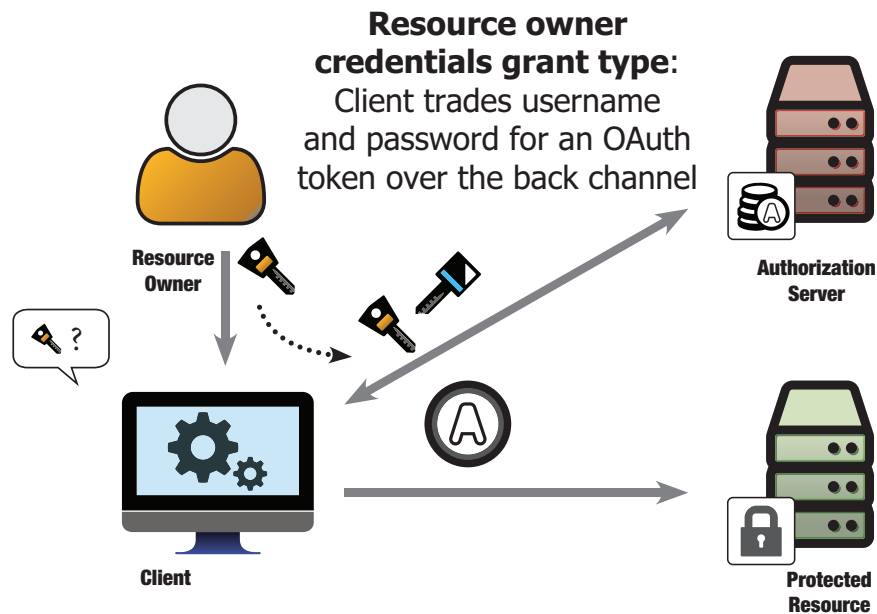 Resource owner
credentials grant type:
Client trades username
and password for an OAuth
token over the back channel
Resource
Owner
A
Authorization
Server
?
A
Client
Protected
Resource